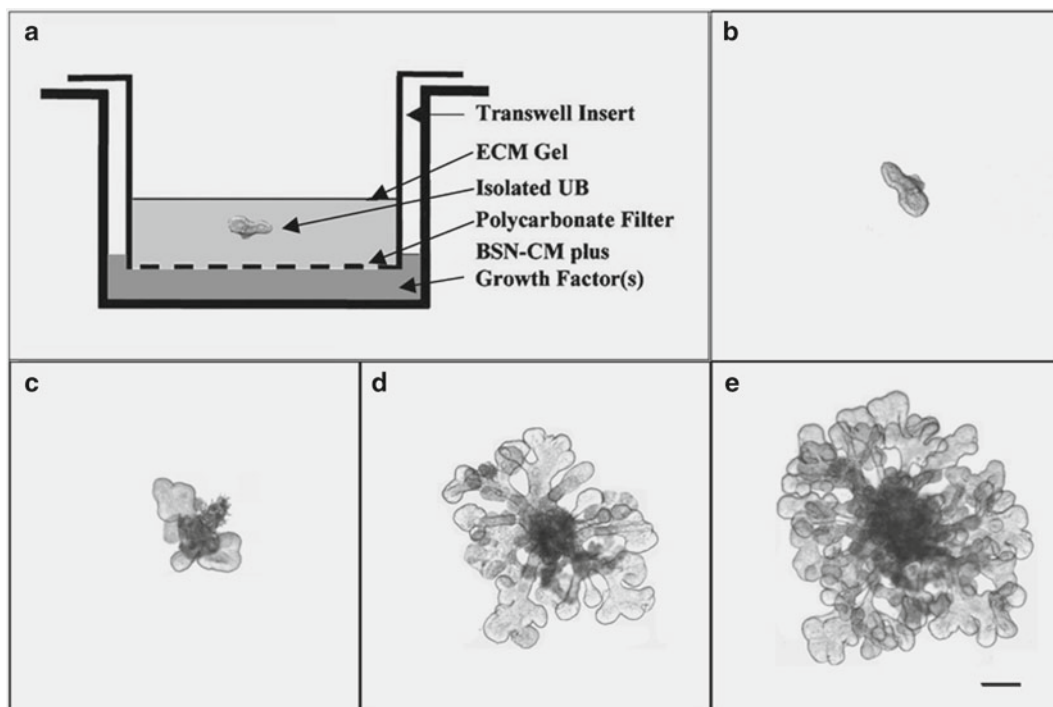 a
Transwell Insert
ECM Gel
Isolated UB
Polycarbonate Filter
BSN-CM plus
Growth Factor(s)
b
c
d
e